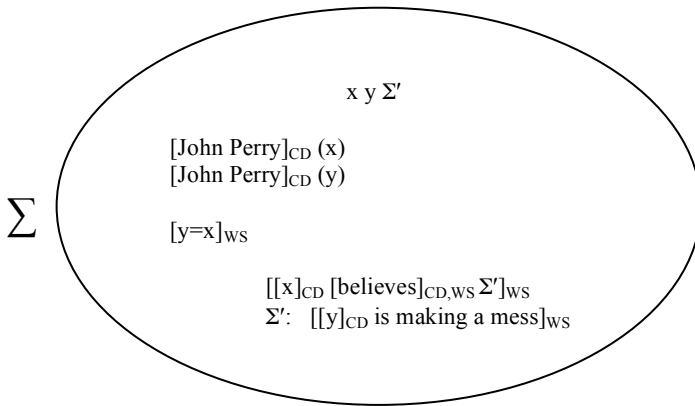 x y Σ′
[John Perry]CD (x)
[John Perry]CD (y)
∑
[y=x]WS
[[x]CD [believes]CD,WS Σ′]WS
Σ′: [[y]CD is making a mess]WS